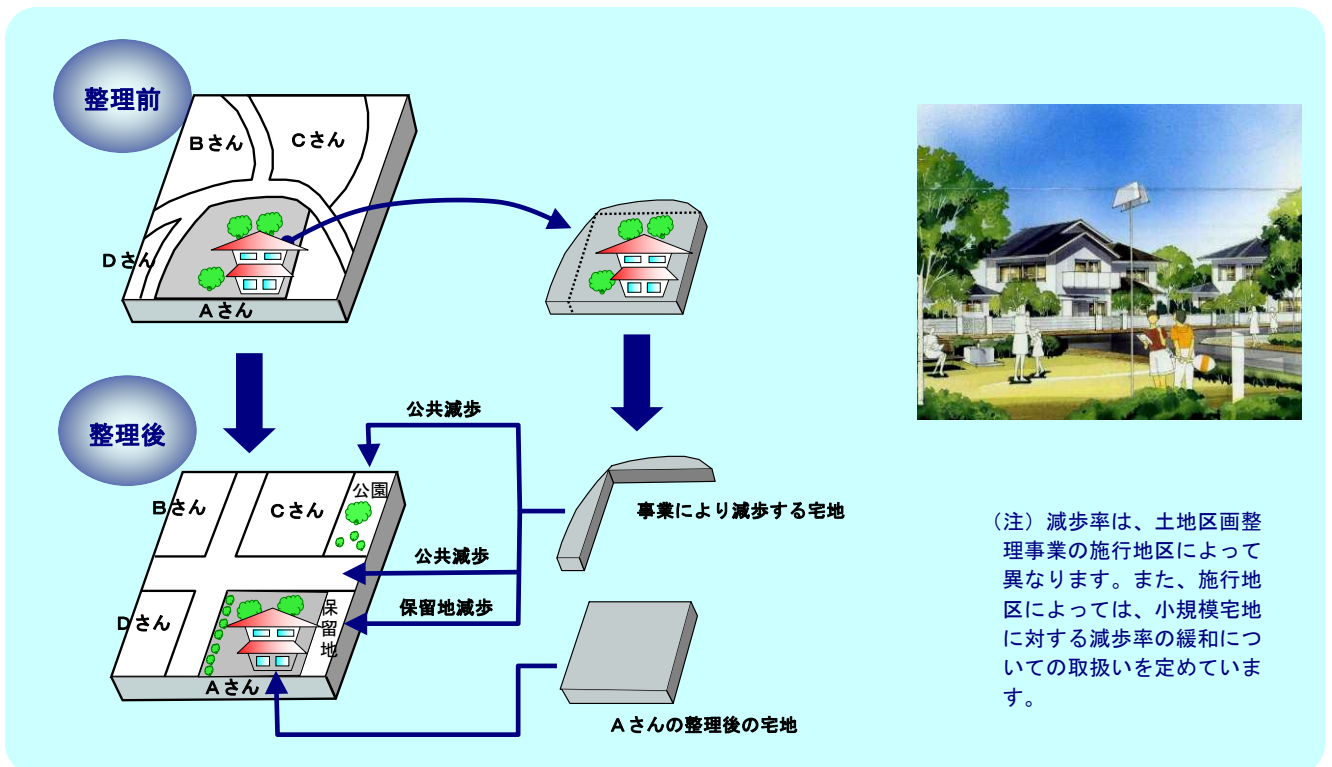 整理前
Bさん
Cさん
Dさん
Aさん
整理後
公共減歩
公園
Bさん
Cさん
事業により減歩する宅地
公共減歩
保留地減歩
保留地
Dさん
Aさん
Aさんの整理後の宅地
（注）減歩率は、土地区画整
理事業の施行地区によって
異なります。また、施行地
区によっては、小規模宅地
に対する減歩率の緩和につ
いての取扱いを定めていま
す。